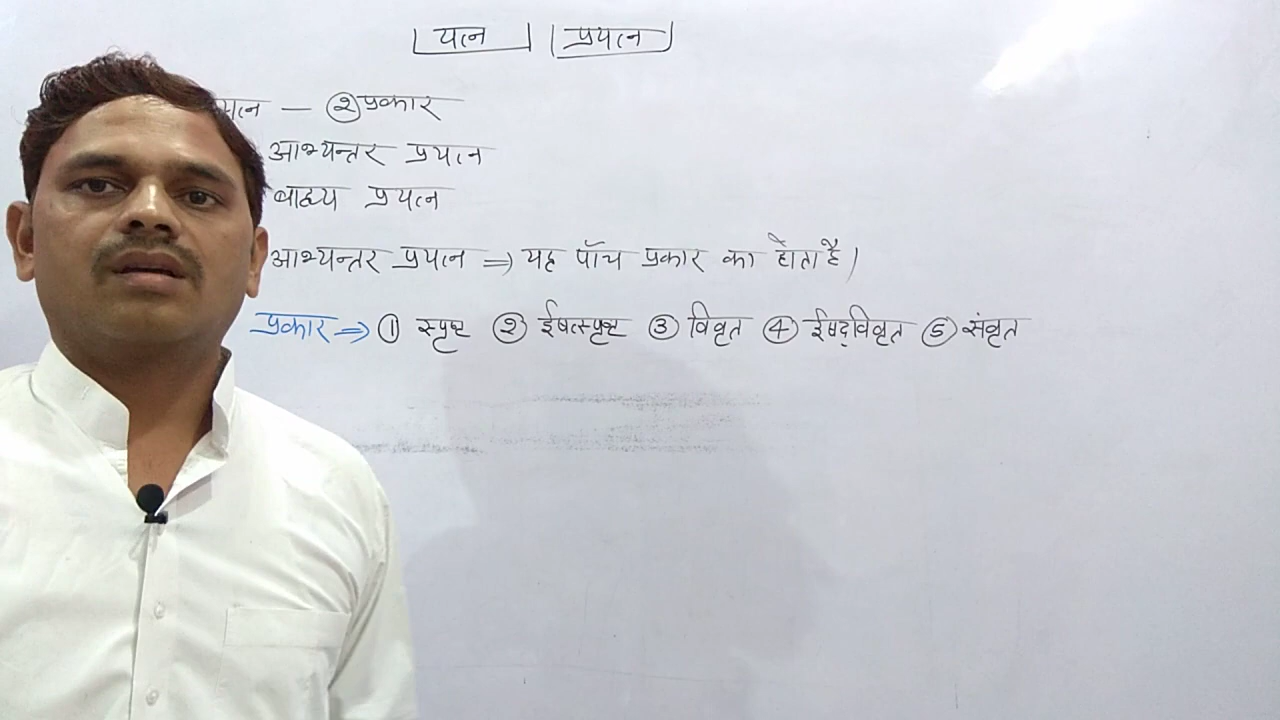 यत्न प्रयत्न
— २ प्रकार
आभ्यन्तर प्रयत्न
बाह्य प्रयत्न
आभ्यन्तर प्रयत्न ⇒ यह पाँच प्रकार का होता है।
प्रकार ⇒ ① स्पृष्ट ② ईषत्स्पृष्ट ③ विवृत ④ ईषद्विवृत ⑤ संवृत